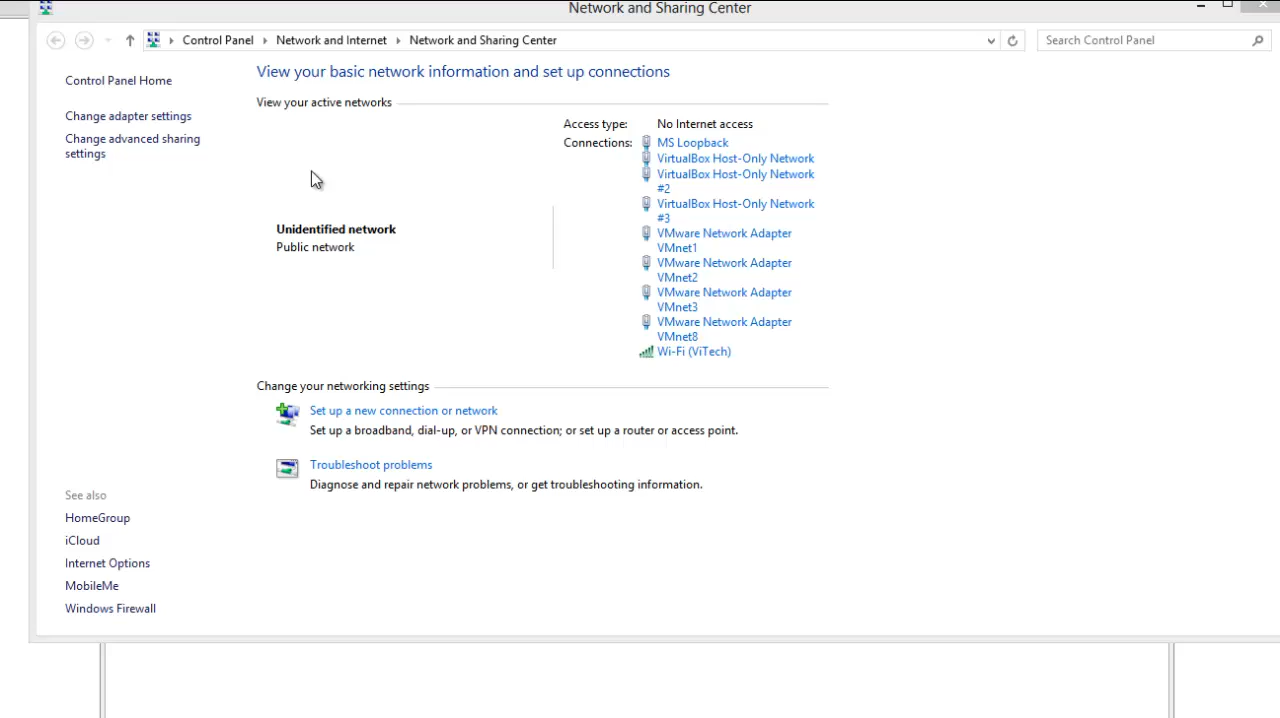 Network and Sharing Center
Control Panel Network and Internet Network and Sharing Center
Search Control Panel
Control Panel Home
Change adapter settings
Change advanced sharing
settings
See also
HomeGroup
iCloud
Internet Options
MobileMe
Windows Firewall
View your basic network information and set up connections
View your active networks
Unidentified network
Public network
Access type: No Internet access
Connections: MS Loopback
VirtualBox Host-Only Network
VirtualBox Host-Only Network
#2
VirtualBox Host-Only Network
#3
VMware Network Adapter
VMnet1
VMware Network Adapter
VMnet2
VMware Network Adapter
VMnet3
VMware Network Adapter
VMnet8
Wi-Fi (ViTech)
Change your networking settings
Set up a new connection or network
Set up a broadband, dial-up, or VPN connection; or set up a router or access point.
Troubleshoot problems
Diagnose and repair network problems, or get troubleshooting information.